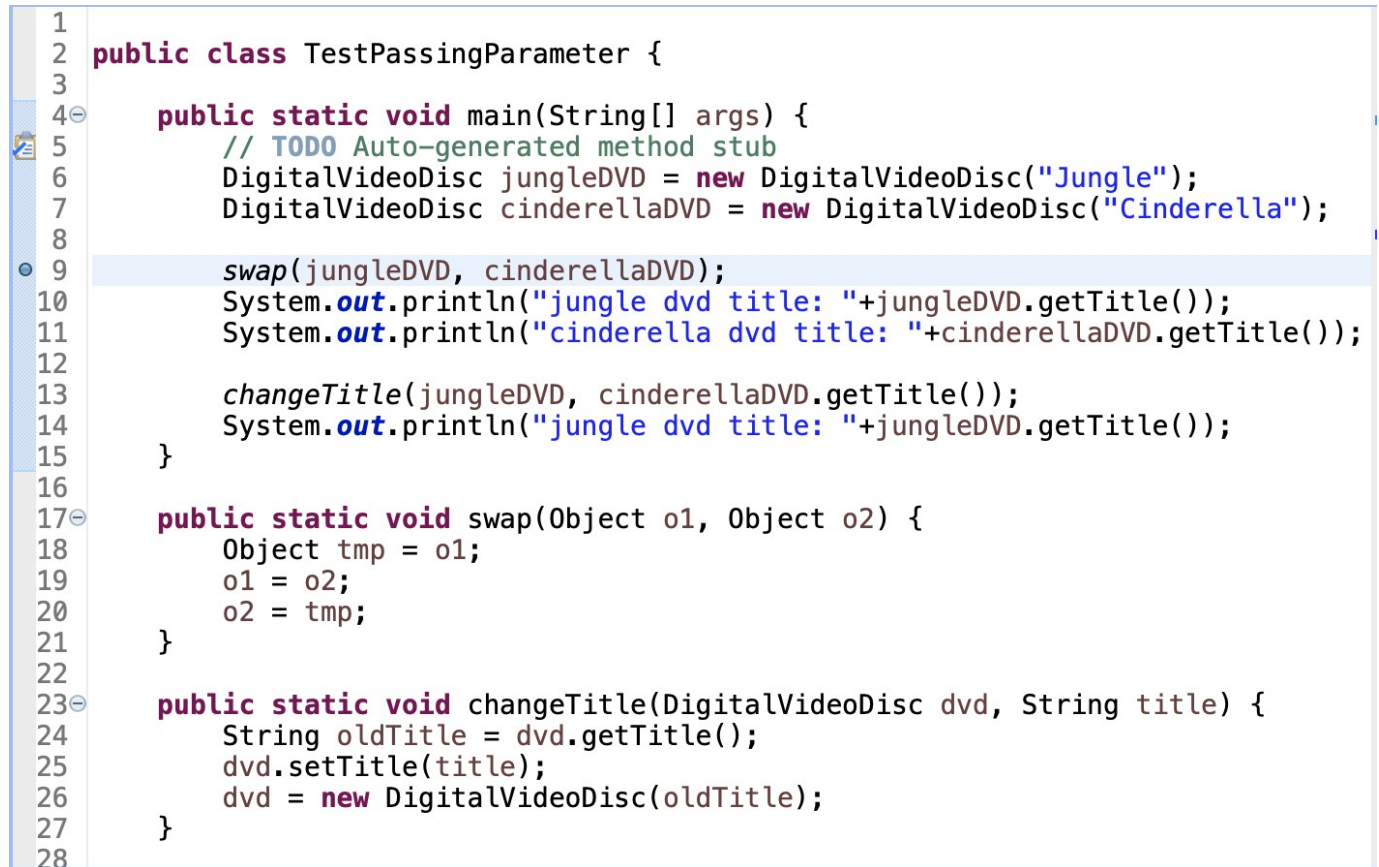 1
2 public class TestPassingParameter {
3
4 public static void main(String[] args) {
5 // TODO Auto-generated method stub
6 DigitalVideoDisc jungleDVD = new DigitalVideoDisc("Jungle");
7 DigitalVideoDisc cinderellaDVD = new DigitalVideoDisc("Cinderella");
8
9 swap(jungleDVD, cinderellaDVD);
10 System.out.println("jungle dvd title: "+jungleDVD.getTitle());
11 System.out.println("cinderella dvd title: "+cinderellaDVD.getTitle());
12
13 changeTitle(jungleDVD, cinderellaDVD.getTitle());
14 System.out.println("jungle dvd title: "+jungleDVD.getTitle());
15 }
16
17 public static void swap(Object o1, Object o2) {
18 Object tmp = o1;
19 o1 = o2;
20 o2 = tmp;
21 }
22
23 public static void changeTitle(DigitalVideoDisc dvd, String title) {
24 String oldTitle = dvd.getTitle();
25 dvd.setTitle(title);
26 dvd = new DigitalVideoDisc(oldTitle);
27 }
28